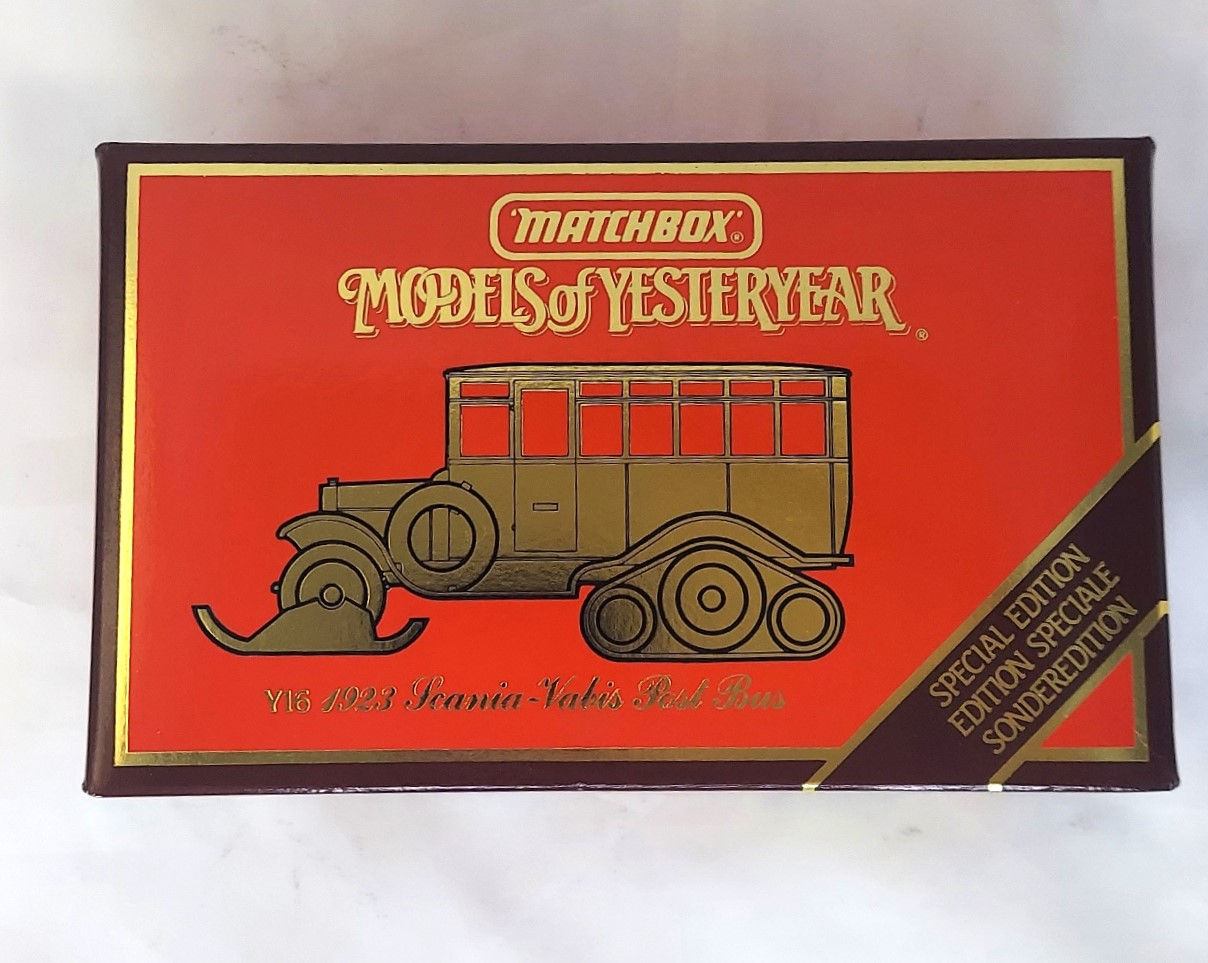 'MATCHBOX'®
MODELS of YESTERYEAR®
Y16 1923 Scania-Vabis Post Bus
SPECIAL EDITION
EDITION SPECIALE
SONDEREDITION